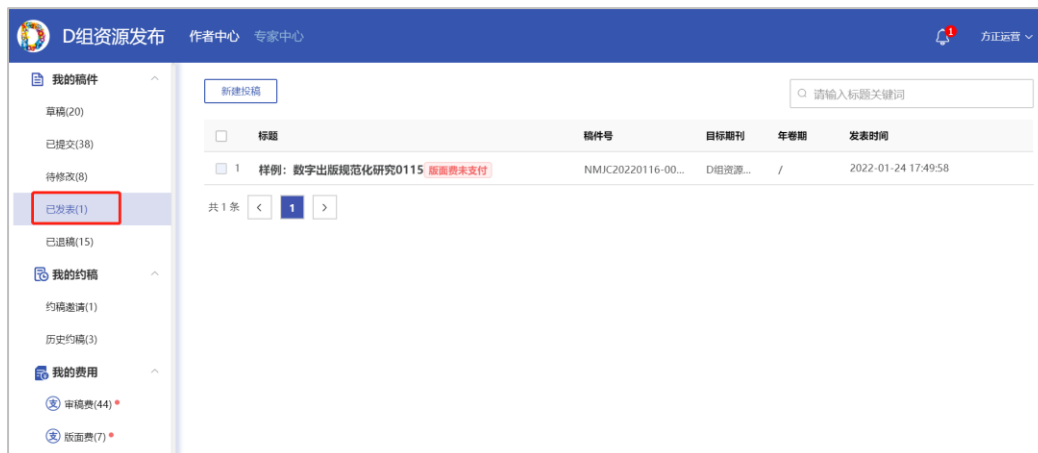 D组资源发布 作者中心 专家中心 1 方正运营
我的稿件
草稿(20)
已提交(38)
待修改(8)
已发表(1)
已退稿(15)
我的约稿
约稿邀请(1)
历史约稿(3)
我的费用
支 审稿费(44)
支 版面费(7)
新建投稿 请输入标题关键词
标题 稿件号 目标期刊 年卷期 发表时间
1 样例：数字出版规范化研究0115 版面费未支付 NMJC20220116-00... D组资源... / 2022-01-24 17:49:58
共1条 < 1 >